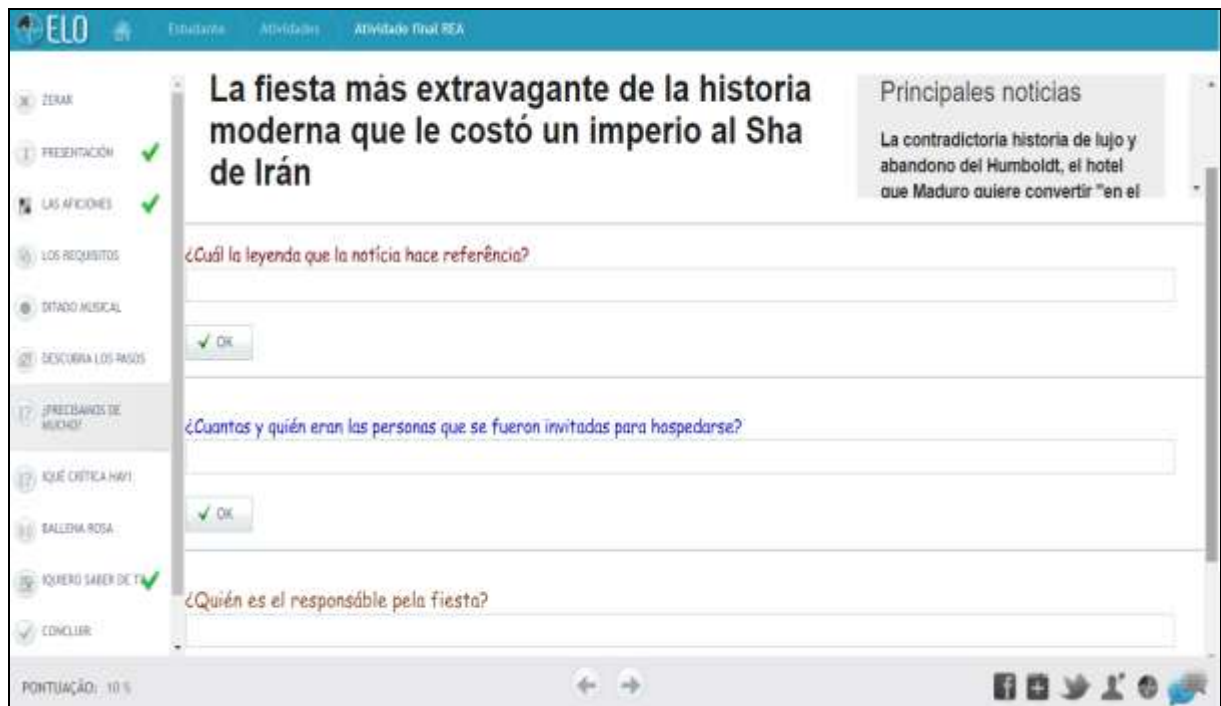 ELO
Estudante Atividades Atividade final REA
ZERAR
PRESENTACIÓN
LAS AFICIONES
LOS REQUISITOS
DITADO MUSICAL
DESCUBRA LOS PASOS
¿PRECISAMOS DE
MUCHO?
¡QUÉ CRÍTICA HAY!
BALLENA ROSA
¡QUIERO SABER DE
CONCLUIR
La fiesta más extravagante de la historia
moderna que le costó un imperio al Sha
de Irán
Principales noticias
La contradictoria historia de lujo y
abandono del Humboldt, el hotel
que Maduro quiere convertir "en el
¿Cuál la leyenda que la notícia hace referência?
OK
¿Cuantas y quién eran las personas que se fueron invitadas para hospedarse?
OK
¿Quién es el responsáble pela fiesta?
PONTUAÇÃO: 10 %